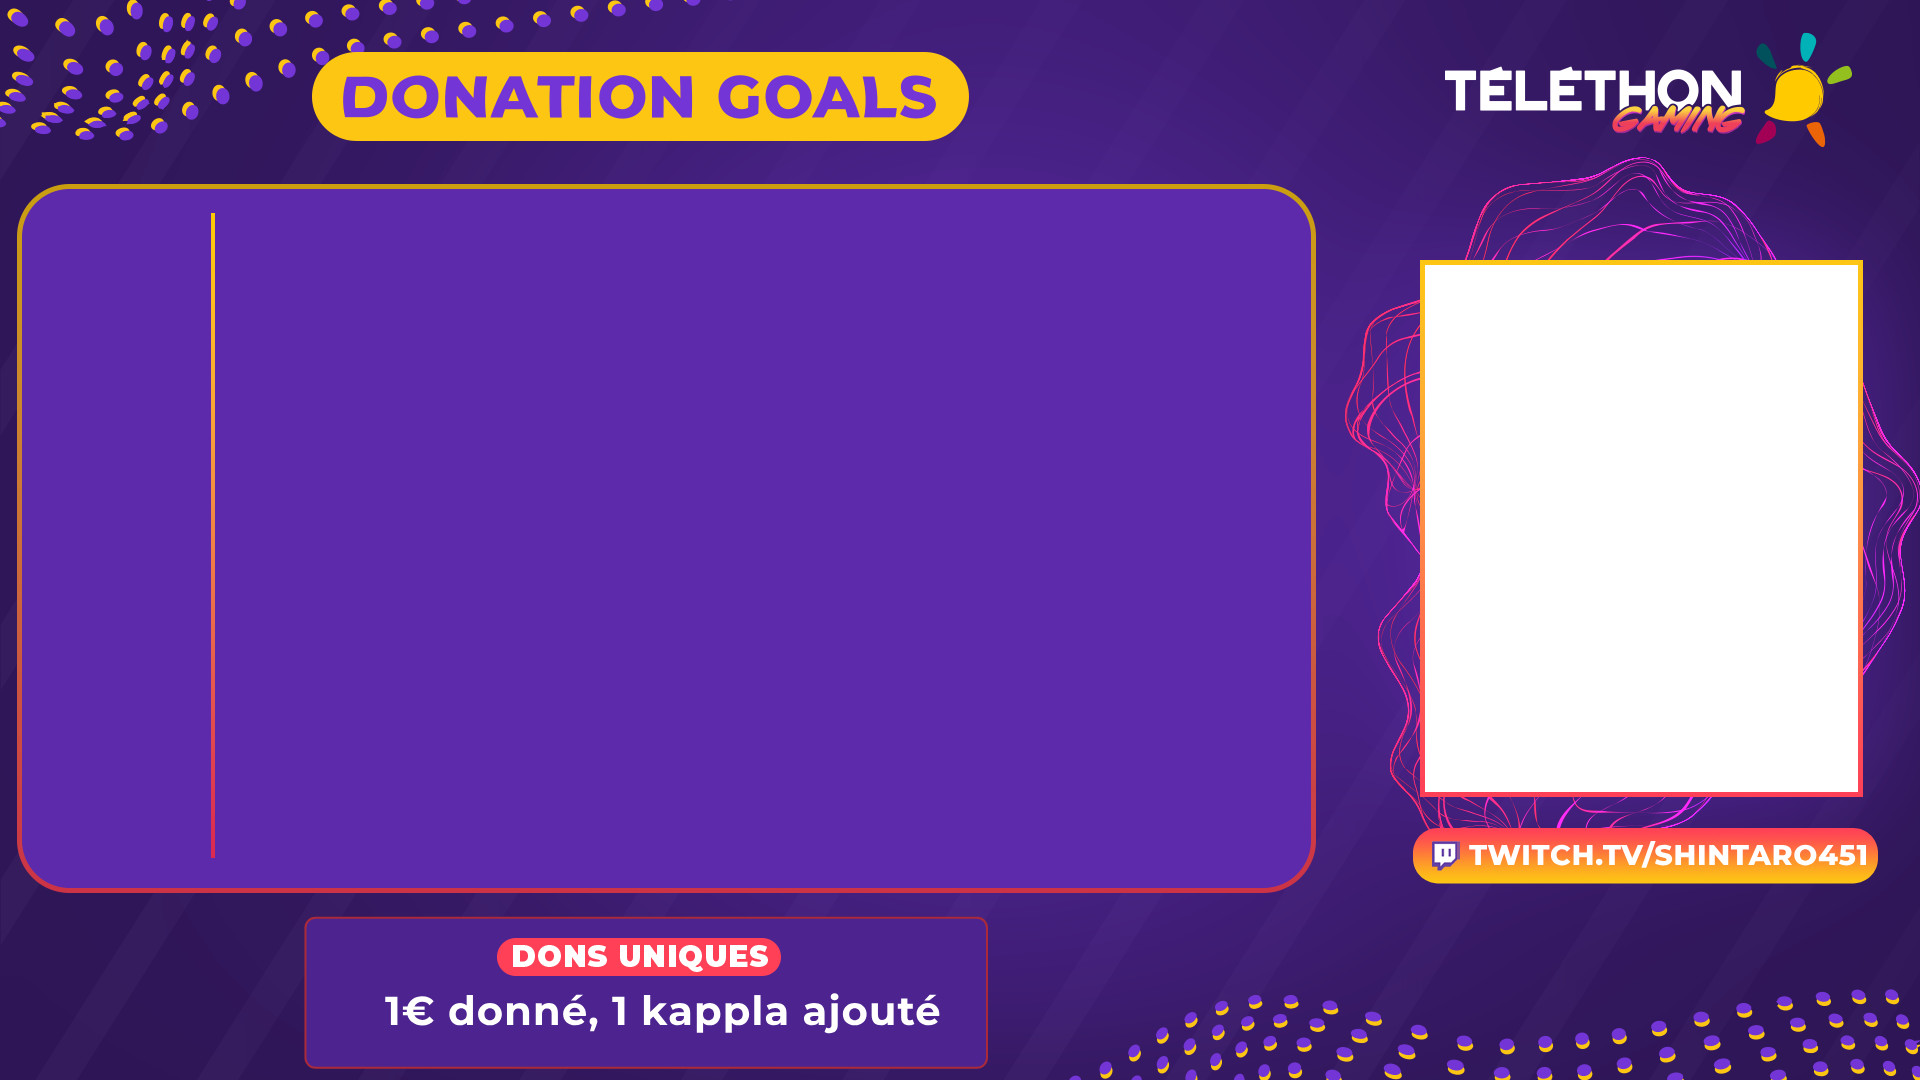 DONATION GOALS
TÉLÉTHON
GAMING
TWITCH.TV/SHINTARO451
DONS UNIQUES
1€ donné, 1 kappla ajouté